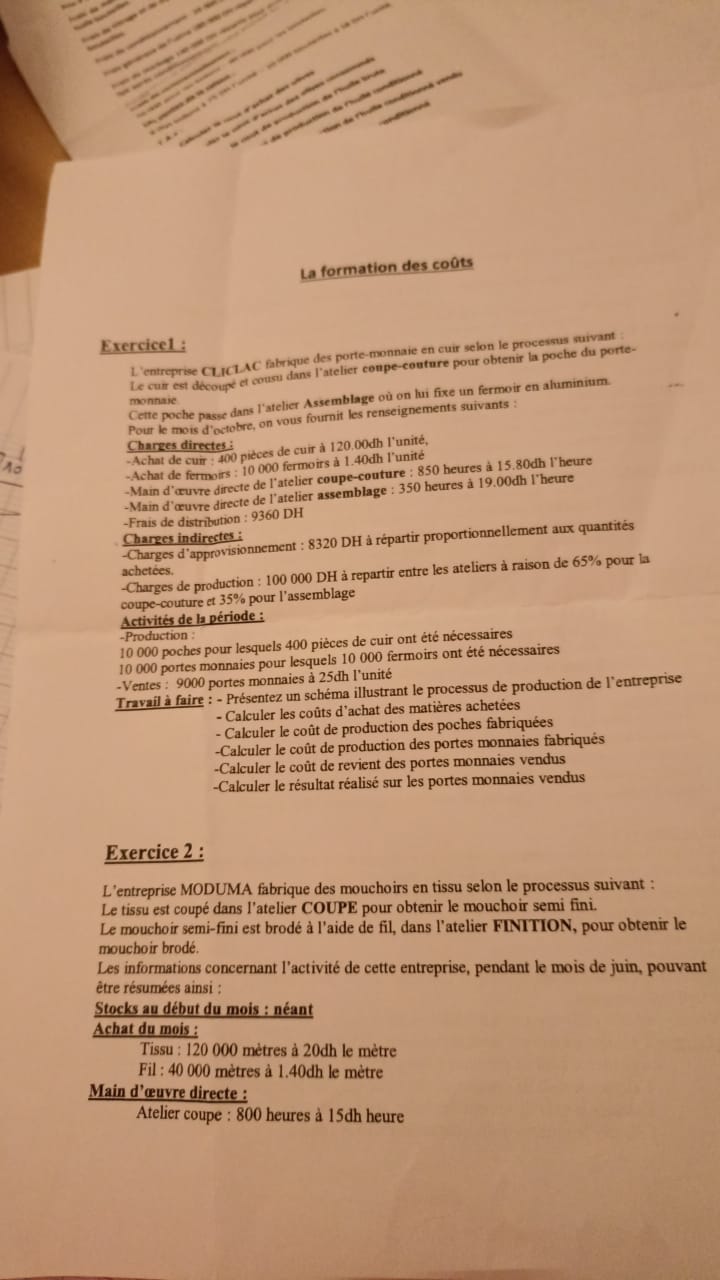 La formation des coûts
Exercice1 :
L'entreprise CLICLAC fabrique des porte-monnaie en cuir selon le processus suivant :
Le cuir est découpé et cousu dans l'atelier coupe-couture pour obtenir la poche du porte-
monnaie.
Cette poche passe dans l'atelier Assemblage où on lui fixe un fermoir en aluminium.
Pour le mois d'octobre, on vous fournit les renseignements suivants :
Charges directes :
-Achat de cuir : 400 pièces de cuir à 120.00dh l'unité,
-Achat de fermoirs : 10 000 fermoirs à 1.40dh l'unité
-Main d'œuvre directe de l'atelier coupe-couture : 850 heures à 15.80dh l'heure
-Main d'œuvre directe de l'atelier assemblage : 350 heures à 19.00dh l'heure
-Frais de distribution : 9360 DH
Charges indirectes :
-Charges d'approvisionnement : 8320 DH à répartir proportionnellement aux quantités
achetées.
-Charges de production : 100 000 DH à repartir entre les ateliers à raison de 65% pour la
coupe-couture et 35% pour l'assemblage
Activités de la période :
-Production :
10 000 poches pour lesquels 400 pièces de cuir ont été nécessaires
10 000 portes monnaies pour lesquels 10 000 fermoirs ont été nécessaires
-Ventes : 9000 portes monnaies à 25dh l'unité
Travail à faire : - Présentez un schéma illustrant le processus de production de l'entreprise
- Calculer les coûts d'achat des matières achetées
- Calculer le coût de production des poches fabriquées
-Calculer le coût de production des portes monnaies fabriqués
-Calculer le coût de revient des portes monnaies vendus
-Calculer le résultat réalisé sur les portes monnaies vendus
Exercice 2 :
L'entreprise MODUMA fabrique des mouchoirs en tissu selon le processus suivant :
Le tissu est coupé dans l'atelier COUPE pour obtenir le mouchoir semi fini.
Le mouchoir semi-fini est brodé à l'aide de fil, dans l'atelier FINITION, pour obtenir le
mouchoir brodé.
Les informations concernant l'activité de cette entreprise, pendant le mois de juin, pouvant
être résumées ainsi :
Stocks au début du mois : néant
Achat du mois :
Tissu : 120 000 mètres à 20dh le mètre
Fil : 40 000 mètres à 1.40dh le mètre
Main d'œuvre directe :
Atelier coupe : 800 heures à 15dh heure